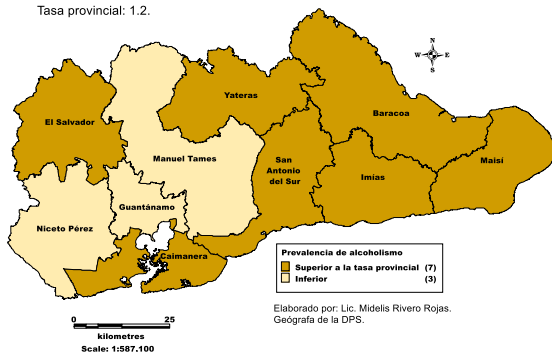 Tasa provincial: 1.2.
N
W E
S
Yateras
El Salvador
Baracoa
Manuel Tames
San
Antonio
del Sur
Maisí
Imías
Guantánamo
Niceto Pérez
Caimanera
Prevalencia de alcoholismo
Superior a la tasa provincial (7)
Inferior (3)
Elaborado por: Lic. Midelis Rivero Rojas.
Geógrafa de la DPS.
0 25
kilometres
Scale: 1:587,100